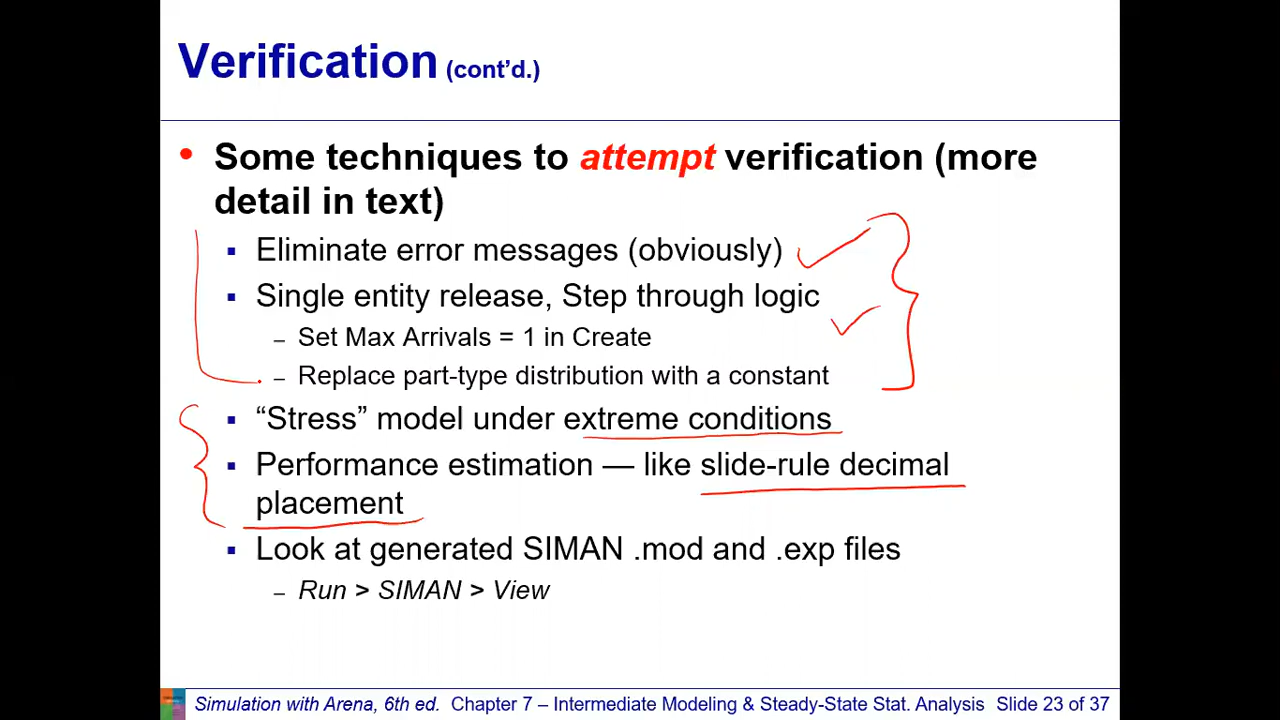 Verification (cont'd.)
• Some techniques to attempt verification (more
detail in text)
▪ Eliminate error messages (obviously)
▪ Single entity release, Step through logic
– Set Max Arrivals = 1 in Create
– Replace part-type distribution with a constant
▪ “Stress” model under extreme conditions
▪ Performance estimation — like slide-rule decimal
placement
▪ Look at generated SIMAN .mod and .exp files
– Run > SIMAN > View
Simulation with Arena, 6th ed. Chapter 7 – Intermediate Modeling & Steady-State Stat. Analysis Slide 23 of 37